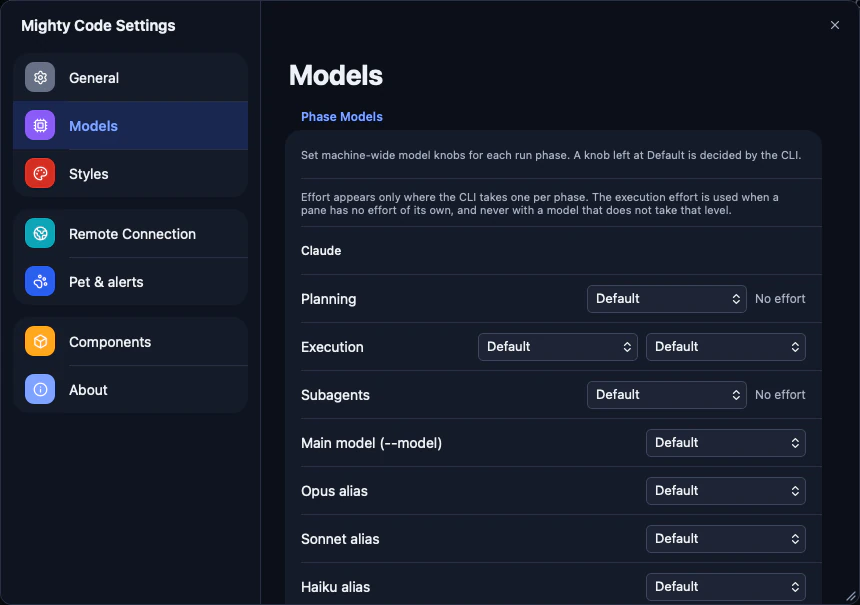 Mighty Code Settings
General
Models
Styles
Remote Connection
Pet & alerts
Components
About
Models
Phase Models
Set machine-wide model knobs for each run phase. A knob left at Default is decided by the CLI.
Effort appears only where the CLI takes one per phase. The execution effort is used when a
pane has no effort of its own, and never with a model that does not take that level.
Claude
Planning Default No effort
Execution Default Default
Subagents Default No effort
Main model (--model) Default
Opus alias Default
Sonnet alias Default
Haiku alias Default